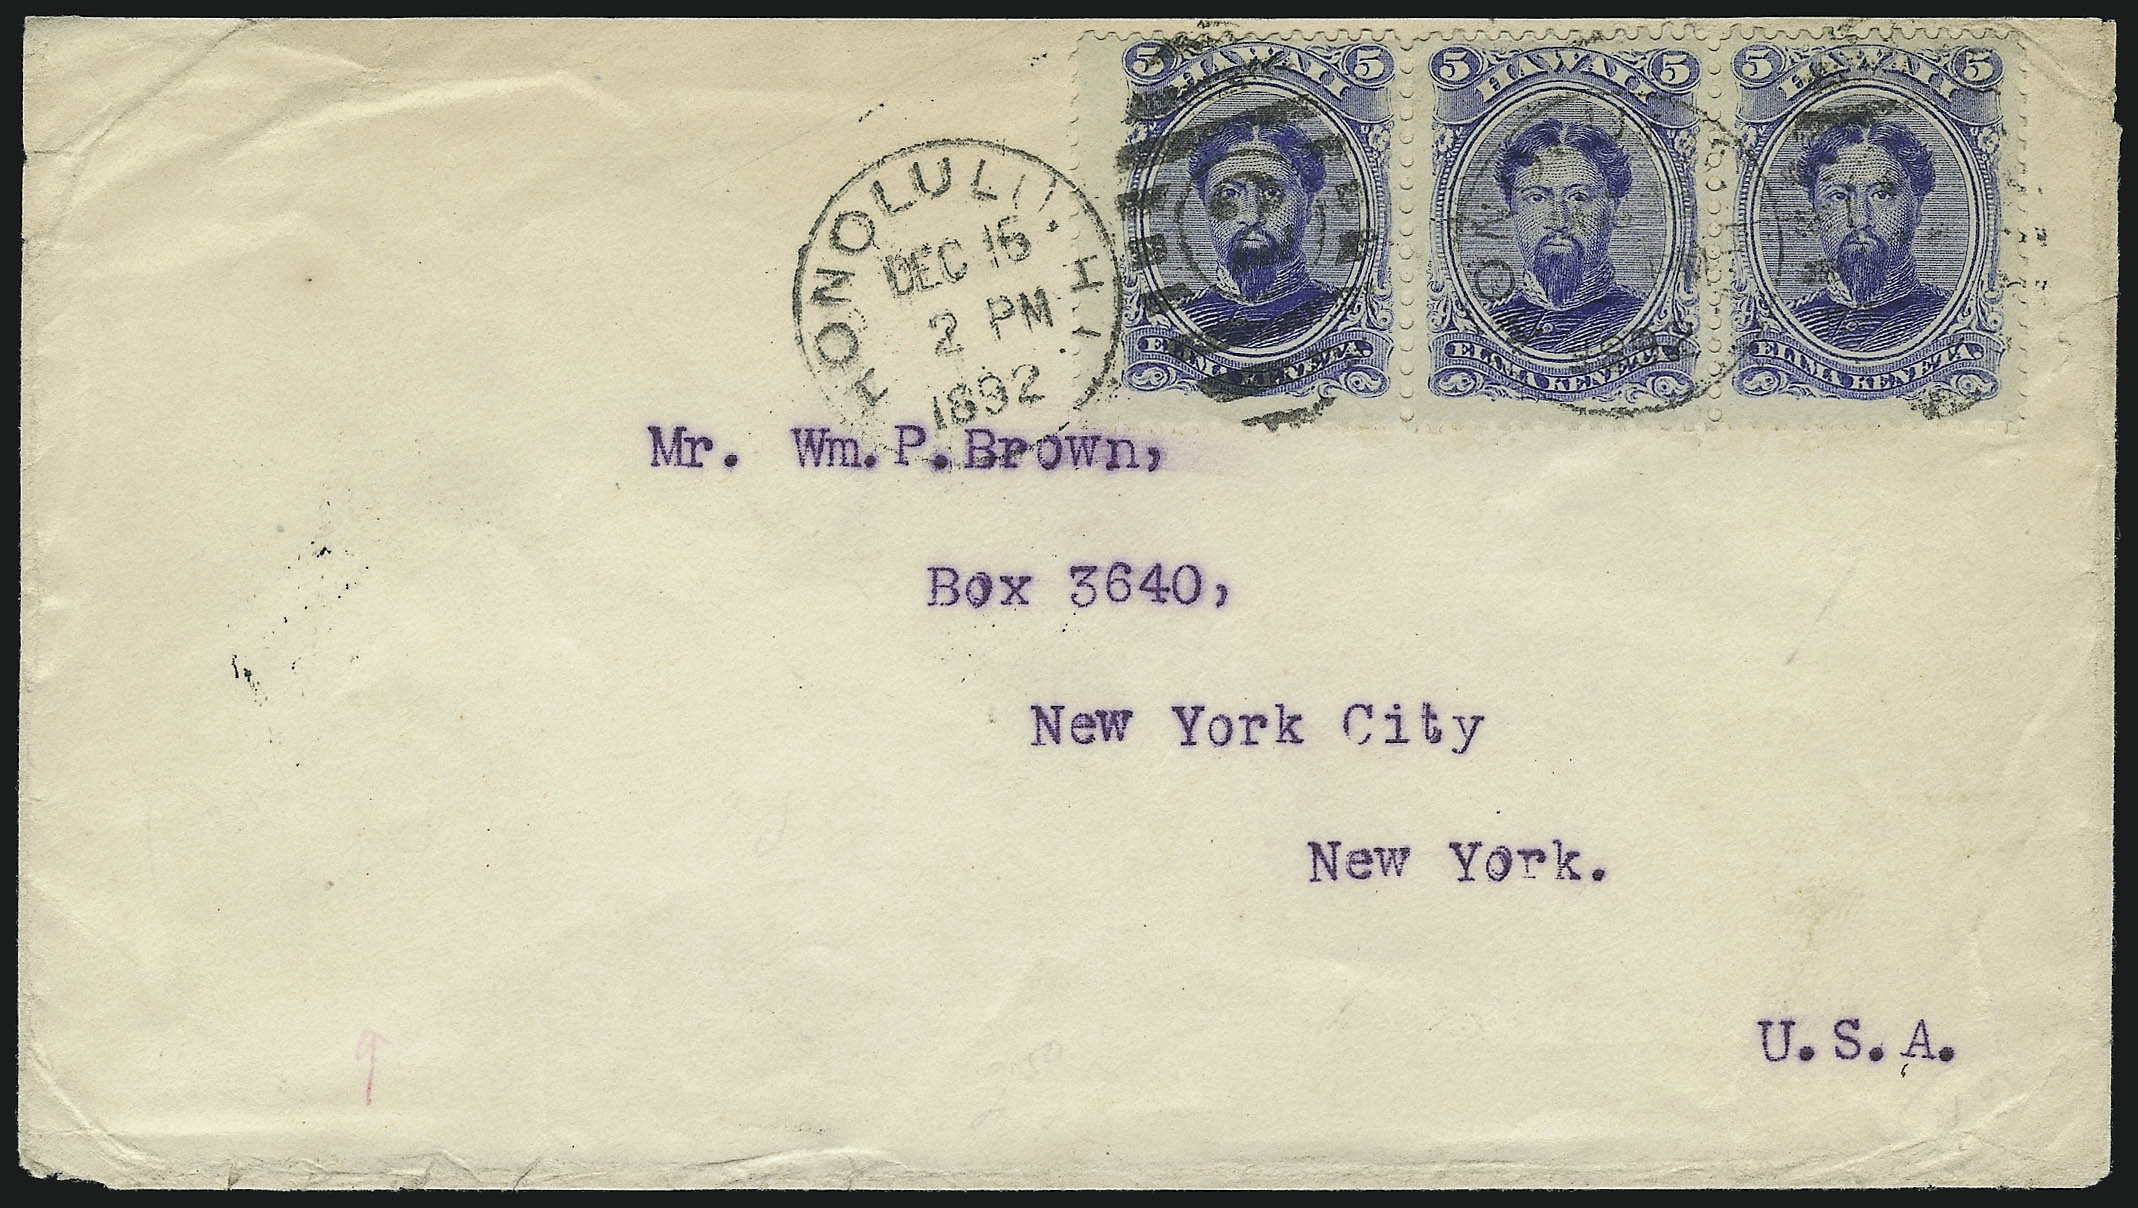 5 HAWAII 5
ELIMA KENETA.
5 HAWAII 5
ELIMA KENETA.
5 HAWAII 5
ELIMA KENETA.
HONOLULU. H.I.
DEC 15
2 PM
1892
Mr. Wm.P.Brown,
Box 3640,
New York City
New York.
U.S.A.